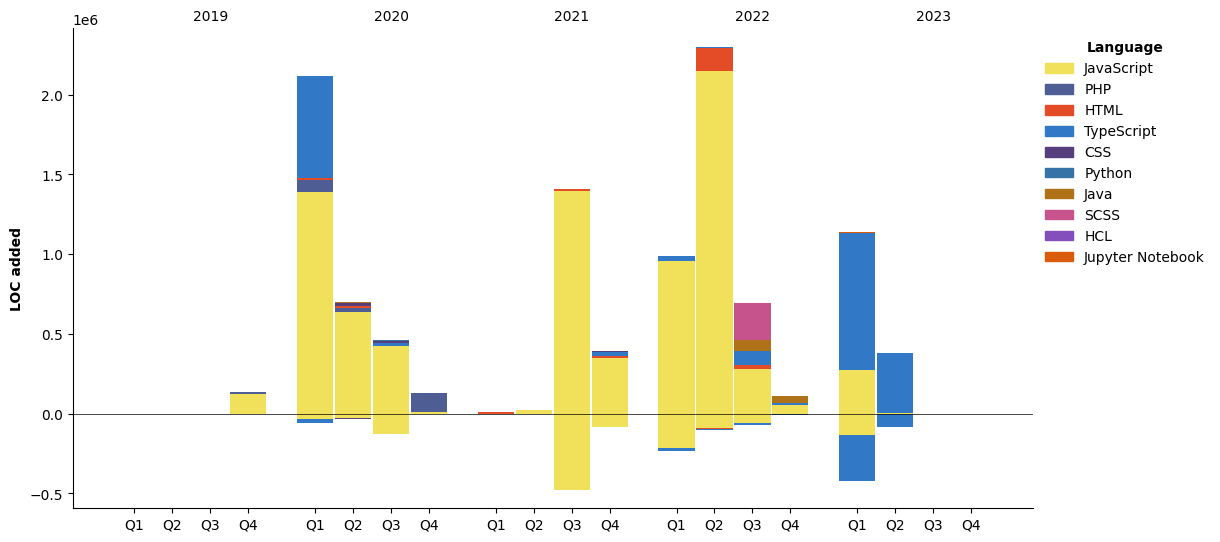 1e6
2019 2020 2021 2022 2023
LOC added
2.0
1.5
1.0
0.5
0.0
−0.5
Q1 Q2 Q3 Q4 Q1 Q2 Q3 Q4 Q1 Q2 Q3 Q4 Q1 Q2 Q3 Q4 Q1 Q2 Q3 Q4
Language
JavaScript
PHP
HTML
TypeScript
CSS
Python
Java
SCSS
HCL
Jupyter Notebook